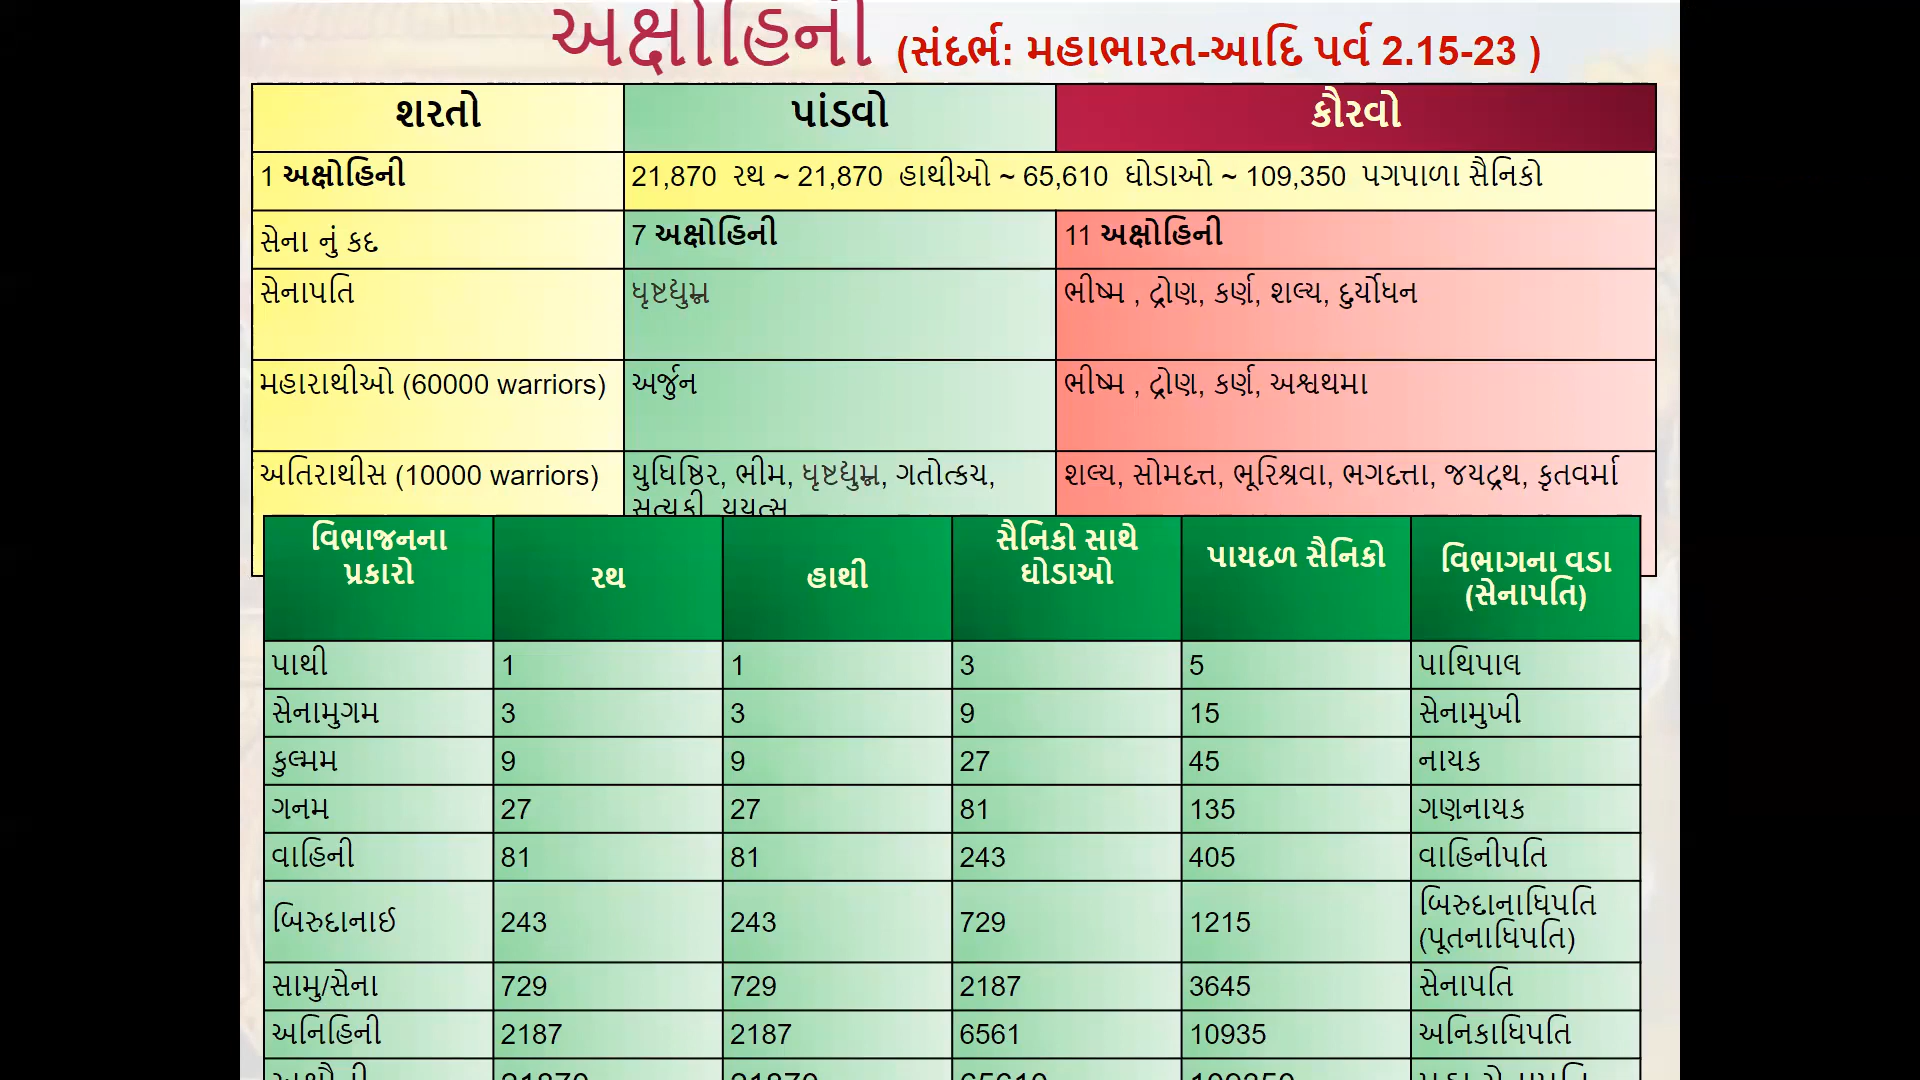 અક્ષોહિની (સંદર્ભ: મહાભારત-આદિ પર્વ 2.15-23 )
શરતો પાંડવો કૌરવો
1 અક્ષોહિની 21,870 રથ ~ 21,870 હાથીઓ ~ 65,610 ઘોડાઓ ~ 109,350 પગપાળા સૈનિકો
સેના નું કદ 7 અક્ષોહિની 11 અક્ષોહિની
સેનાપતિ ધૃષ્ટદ્યુમ્ન ભીષ્મ , દ્રોણ, કર્ણ, શલ્ય, દુર્યોધન
મહારાથીઓ (60000 warriors) અર્જુન ભીષ્મ , દ્રોણ, કર્ણ, અશ્વથમા
અતિરાથીસ (10000 warriors) યુધિષ્ઠિર, ભીમ, ધૃષ્ટદ્યુમ્ન, ગતોત્કચ, શલ્ય, સોમદત્ત, ભૂરિશ્રવા, ભગદત્તા, જયદ્રથ, કૃતવર્મા
વિભાજનના પ્રકારો રથ હાથી સૈનિકો સાથે ઘોડાઓ પાયદળ સૈનિકો વિભાગના વડા (સેનાપતિ)
પાથી 1 1 3 5 પાથિપાલ
સેનામુગમ 3 3 9 15 સેનામુખી
કુલ્મમ 9 9 27 45 નાયક
ગનમ 27 27 81 135 ગણનાયક
વાહિની 81 81 243 405 વાહિનીપતિ
બિરુદાનાઈ 243 243 729 1215 બિરુદાનાધિપતિ (પૂતનાધિપતિ)
સામુ/સેના 729 729 2187 3645 સેનાપતિ
અનિહિની 2187 2187 6561 10935 અનિકાધિપતિ
21870 21870 65610 109350